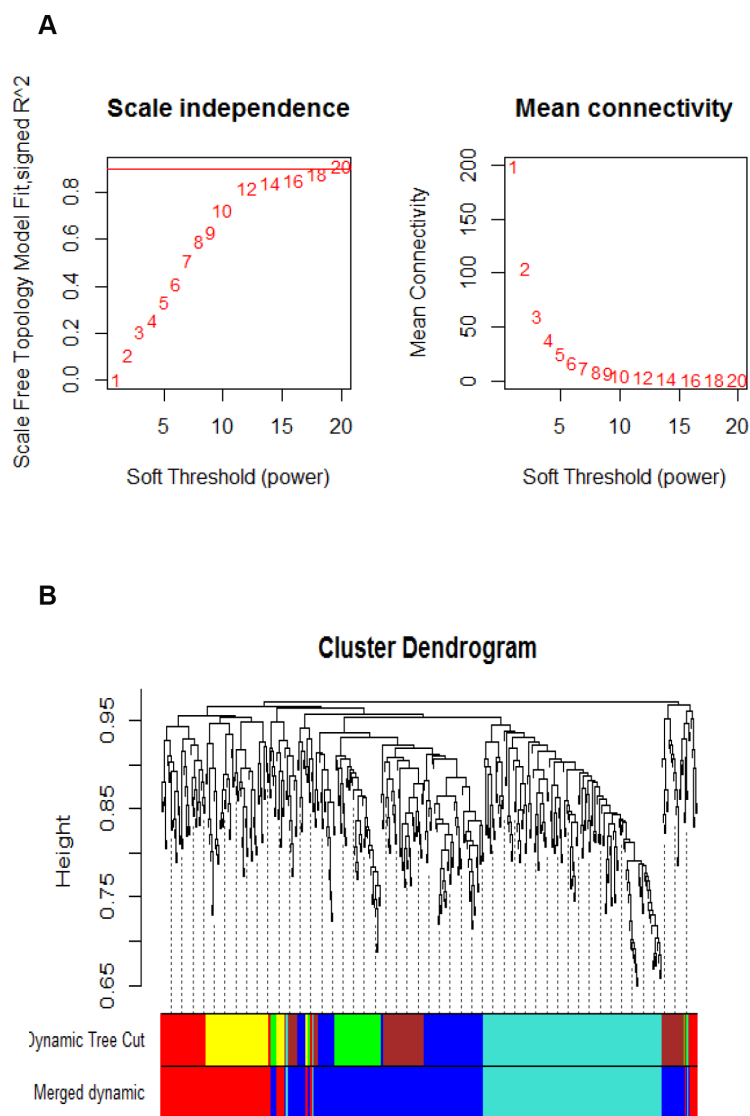 A
Scale independence
Scale Free Topology Model Fit,signed R^2
0.0 0.2 0.4 0.6 0.8
1 2 3 4 5 6 7 8 9 10 12 14 16 18 20
5 10 15 20
Soft Threshold (power)
Mean connectivity
Mean Connectivity
0 50 100 150 200
1 2 3 4 5 6 7 8 9 10 12 14 16 18 20
5 10 15 20
Soft Threshold (power)
B
Cluster Dendrogram
Height
0.65 0.75 0.85 0.95
Dynamic Tree Cut
Merged dynamic